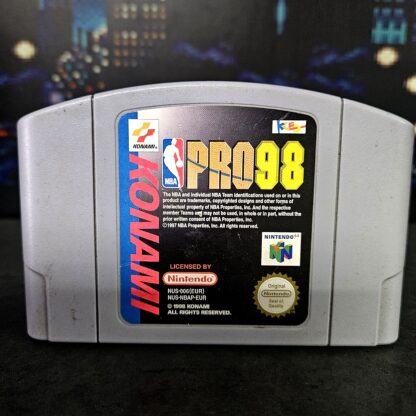 KONAMI
KONAMI
NBA
PRO98
The NBA and individual NBA Team identifications used on or in this
product are trademarks, copyrighted designs and other forms of
intellectual property of NBA Properties, Inc. And the respective
member Teams and may not be used, in whole or in part, without the
prior written consent of NBA Properties, Inc.
©1997 NBA Properties, Inc. All rights reserved.
NINTENDO 64
LICENSED BY
Nintendo
NUS-006(EUR)
NUS-NBAP-EUR
© 1998 KONAMI
ALL RIGHTS RESERVED.
Original
Nintendo
Seal of
Quality